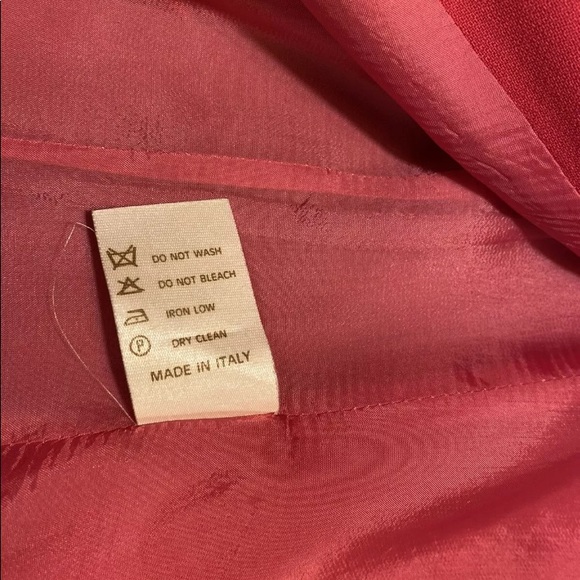 DO NOT WASH
DO NOT BLEACH
IRON LOW
P DRY CLEAN
MADE IN ITALY